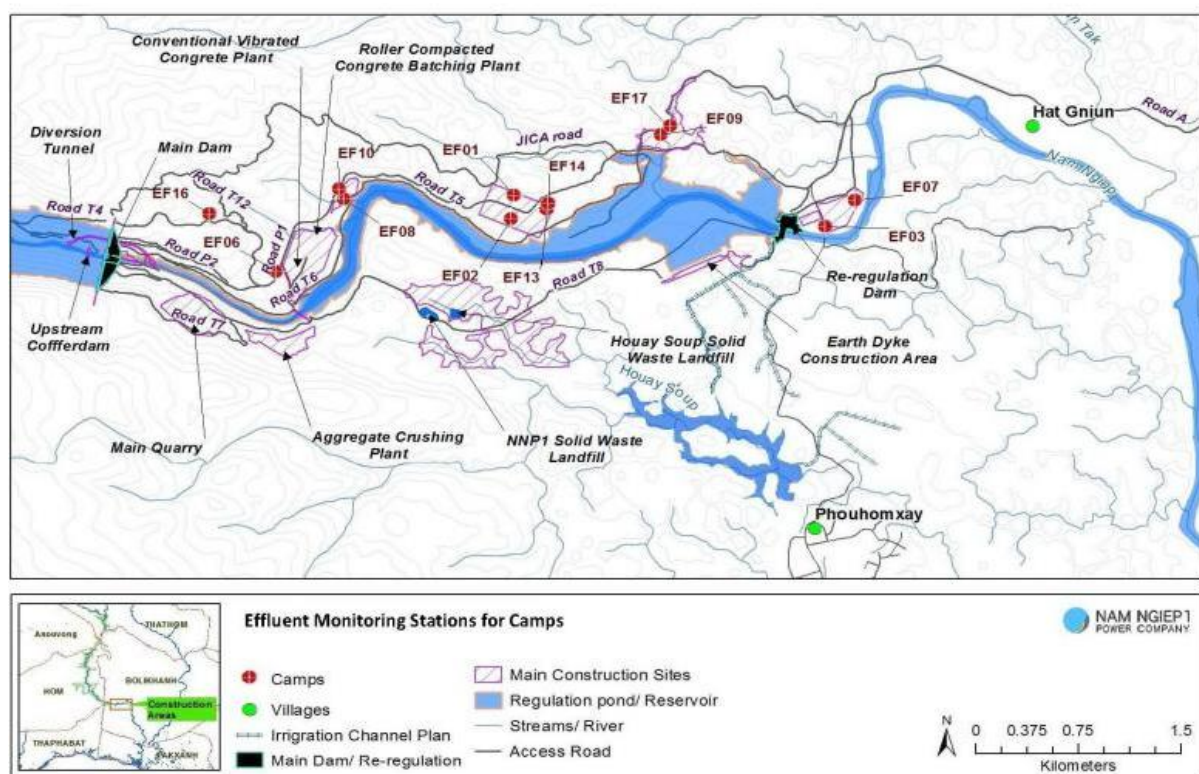 Conventional Vibrated
Congrete Plant
Roller Compacted
Congrete Batching Plant
EF17
Hat Gniun
Road A
Diversion
Tunnel
Main Dam
EF09
JICA road
EF01
EF10
EF14
EF16
Road T12
Road T5
EF07
Nam Ngiep
Road T4
EF06
Road P1
Road P2
EF08
EF03
Road T6
EF02
EF13
Road T8
Re-regulation
Dam
Upstream
Coffferdam
Road T7
Houay Soup Solid
Waste Landfill
Earth Dyke
Construction Area
Houay Soup
Main Quarry
Aggregate Crushing
Plant
NNP1 Solid Waste
Landfill
Phouhomxay
Effluent Monitoring Stations for Camps
NAM NGIEP 1
POWER COMPANY
Anouvong
THATHOM
HOM
BOLIKHANH
Construction
Areas
THAPHABAT
PAKXANH
Camps
Villages
Irrigration Channel Plan
Main Dam/ Re-regulation
Main Construction Sites
Regulation pond/ Reservoir
Streams/ River
Access Road
N
0 0.375 0.75 1.5
Kilometers